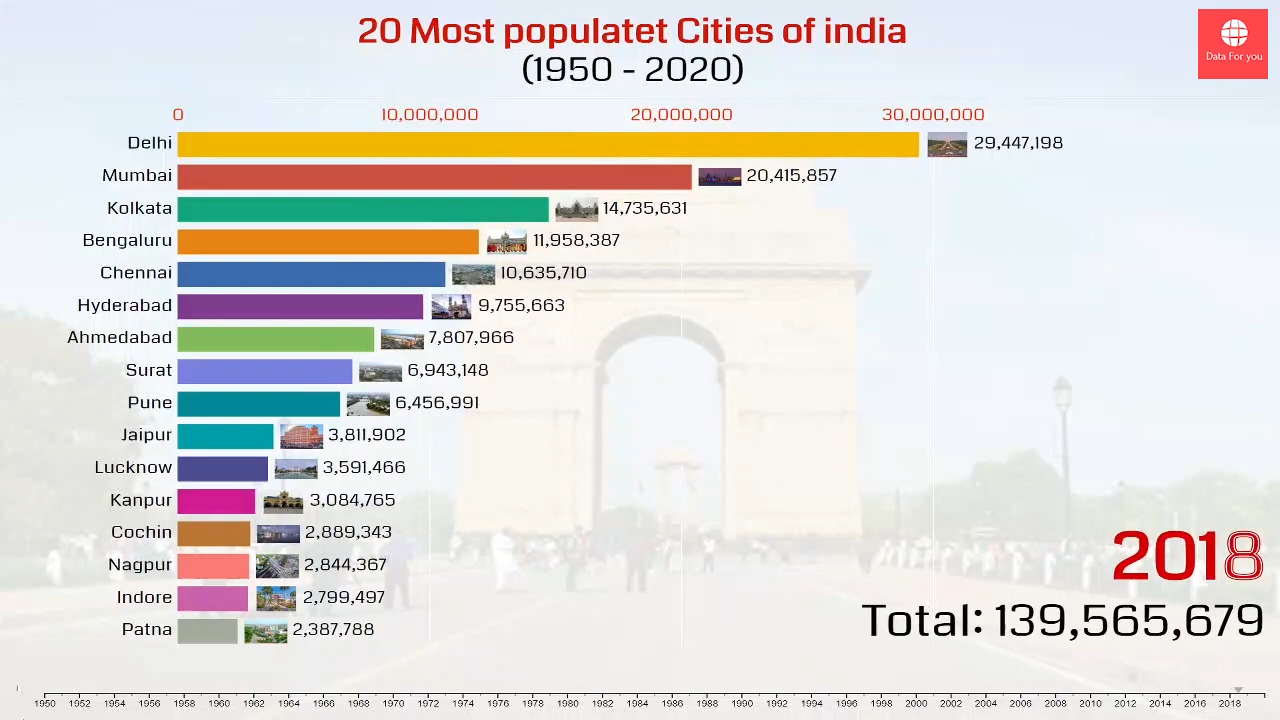 20 Most populatet Cities of india
(1950 - 2020)
Data For you
0 10,000,000 20,000,000 30,000,000
Delhi 29,447,198
Mumbai 20,415,857
Kolkata 14,735,631
Bengaluru 11,958,387
Chennai 10,635,710
Hyderabad 9,755,663
Ahmedabad 7,807,966
Surat 6,943,148
Pune 6,456,991
Jaipur 3,811,902
Lucknow 3,591,466
Kanpur 3,084,765
Cochin 2,889,343
Nagpur 2,844,367
Indore 2,799,497
Patna 2,387,788
2018
Total: 139,565,679
1950 1952 1954 1956 1958 1960 1962 1964 1966 1968 1970 1972 1974 1976 1978 1980 1982 1984 1986 1988 1990 1992 1994 1996 1998 2000 2002 2004 2006 2008 2010 2012 2014 2016 2018